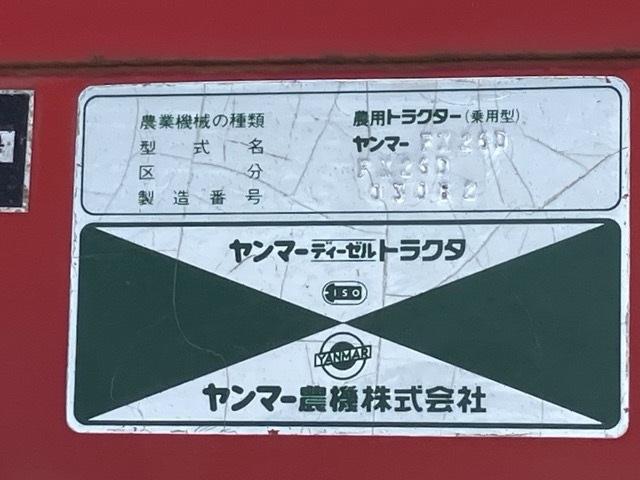 農業機械の種類 農用トラクター(乗用型)
型式名 ヤンマー FX26D
区分 FX26D
製造番号
ヤンマーディーゼルトラクタ
ISO
YANMAR
ヤンマー農機株式会社